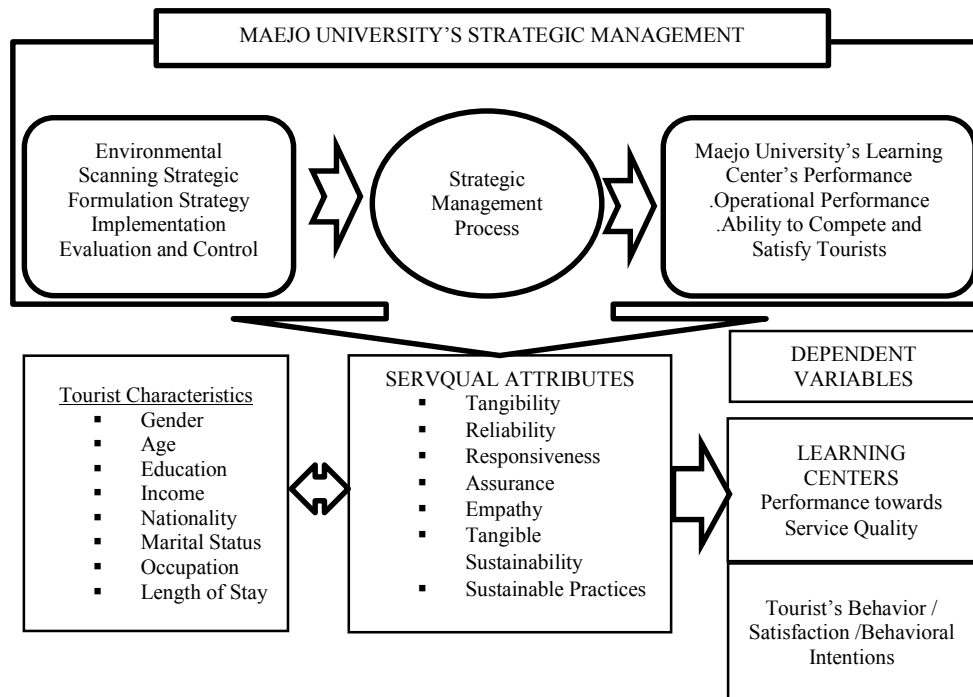 MAEJO UNIVERSITY'S STRATEGIC MANAGEMENT
Environmental
Scanning Strategic
Formulation Strategy
Implementation
Evaluation and Control
Strategic
Management
Process
Maejo University's Learning
Center's Performance
.Operational Performance
.Ability to Compete and
Satisfy Tourists
Tourist Characteristics
▪ Gender
▪ Age
▪ Education
▪ Income
▪ Nationality
▪ Marital Status
▪ Occupation
▪ Length of Stay
SERVQUAL ATTRIBUTES
▪ Tangibility
▪ Reliability
▪ Responsiveness
▪ Assurance
▪ Empathy
▪ Tangible
Sustainability
▪ Sustainable Practices
DEPENDENT
VARIABLES
LEARNING
CENTERS
Performance towards
Service Quality
Tourist's Behavior /
Satisfaction /Behavioral
Intentions